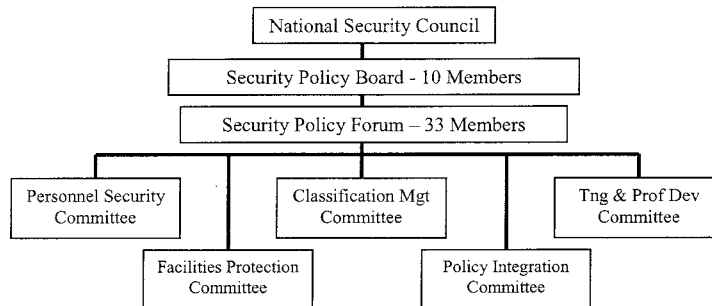 National Security Council
Security Policy Board - 10 Members
Security Policy Forum – 33 Members
Personnel Security
Committee
Classification Mgt
Committee
Tng & Prof Dev
Committee
Facilities Protection
Committee
Policy Integration
Committee